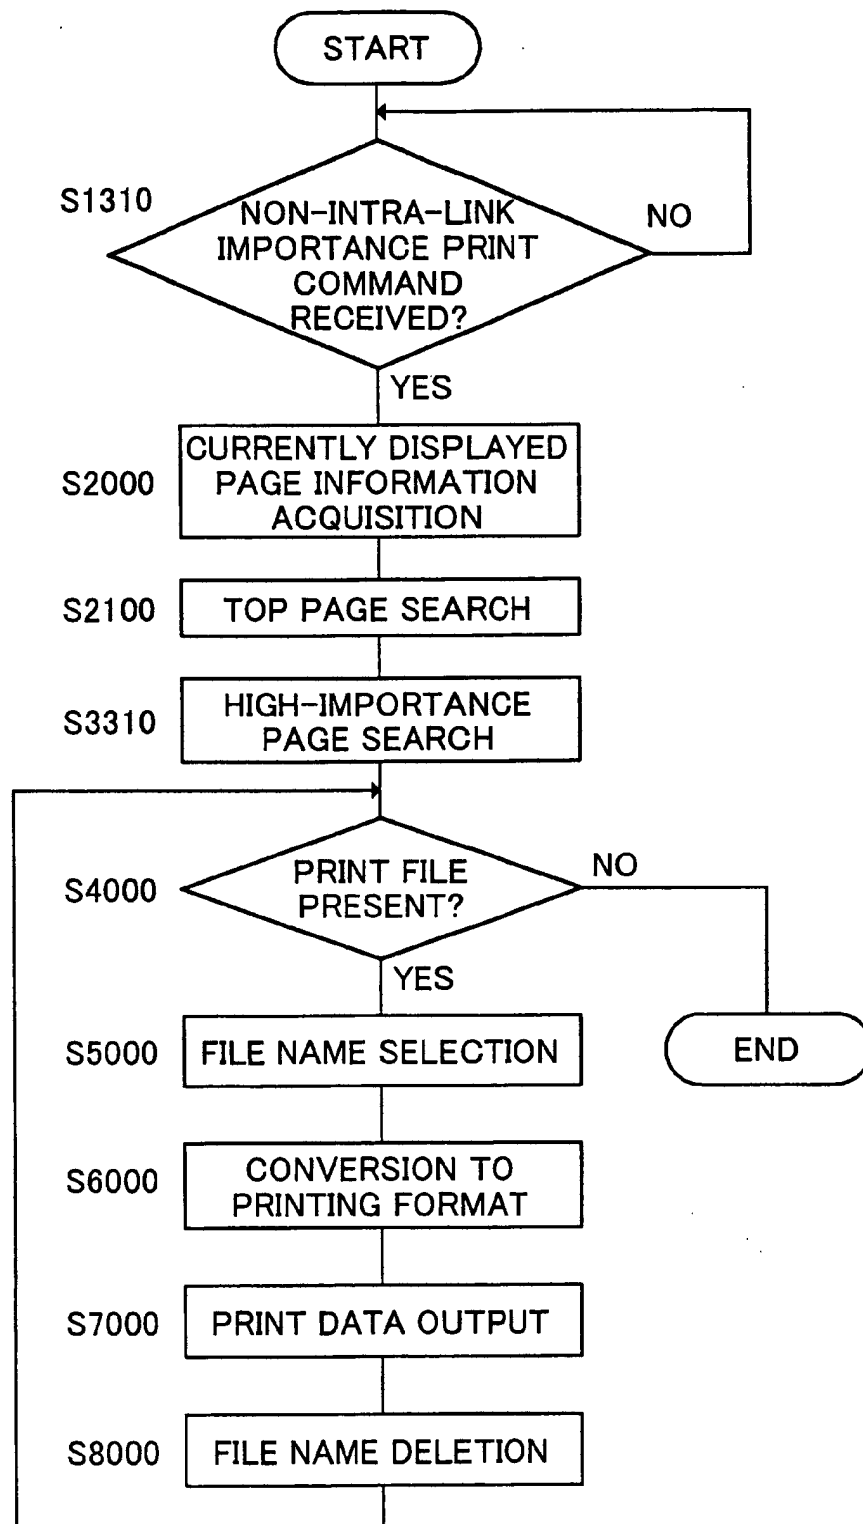 START
S1310
NON-INTRA-LINK
IMPORTANCE PRINT
COMMAND
RECEIVED?
NO
YES
S2000
CURRENTLY DISPLAYED
PAGE INFORMATION
ACQUISITION
S2100
TOP PAGE SEARCH
S3310
HIGH-IMPORTANCE
PAGE SEARCH
S4000
PRINT FILE
PRESENT?
NO
YES
S5000
FILE NAME SELECTION
END
S6000
CONVERSION TO
PRINTING FORMAT
S7000
PRINT DATA OUTPUT
S8000
FILE NAME DELETION